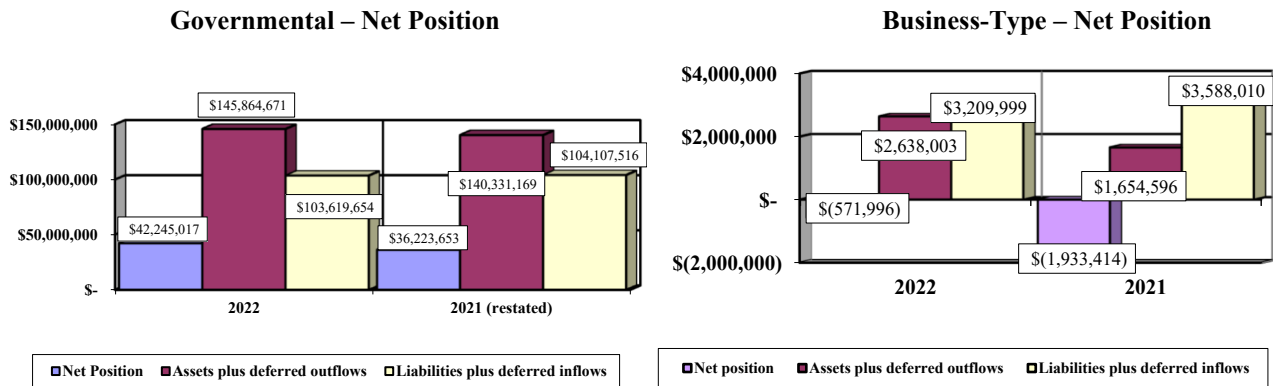 Governmental – Net Position
$150,000,000
$100,000,000
$50,000,000
$-
$145,864,671
$103,619,654
$42,245,017
$104,107,516
$140,331,169
$36,223,653
2022
2021 (restated)
Net Position
Assets plus deferred outflows
Liabilities plus deferred inflows
Business-Type – Net Position
$4,000,000
$2,000,000
$-
$(2,000,000)
$3,209,999
$2,638,003
$(571,996)
$3,588,010
$1,654,596
$(1,933,414)
2022
2021
Net position
Assets plus deferred outflows
Liabilities plus deferred inflows